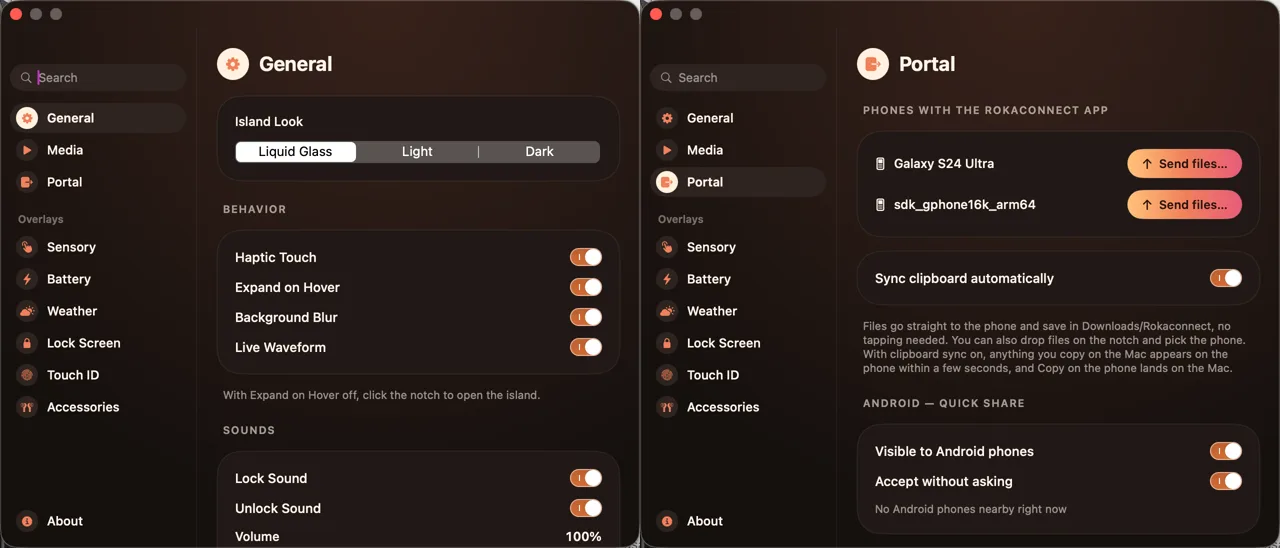 Search
General
Media
Portal
Overlays
Sensory
Battery
Weather
Lock Screen
Touch ID
Accessories
About
General
Island Look
Liquid Glass | Light | Dark
BEHAVIOR
Haptic Touch
Expand on Hover
Background Blur
Live Waveform
With Expand on Hover off, click the notch to open the island.
SOUNDS
Lock Sound
Unlock Sound
Volume 100%
Search
General
Media
Portal
Overlays
Sensory
Battery
Weather
Lock Screen
Touch ID
Accessories
About
Portal
PHONES WITH THE ROKACONNECT APP
Galaxy S24 Ultra ↑ Send files...
sdk_gphone16k_arm64 ↑ Send files...
Sync clipboard automatically
Files go straight to the phone and save in Downloads/Rokaconnect, no
tapping needed. You can also drop files on the notch and pick the phone.
With clipboard sync on, anything you copy on the Mac appears on the
phone within a few seconds, and Copy on the phone lands on the Mac.
ANDROID — QUICK SHARE
Visible to Android phones
Accept without asking
No Android phones nearby right now